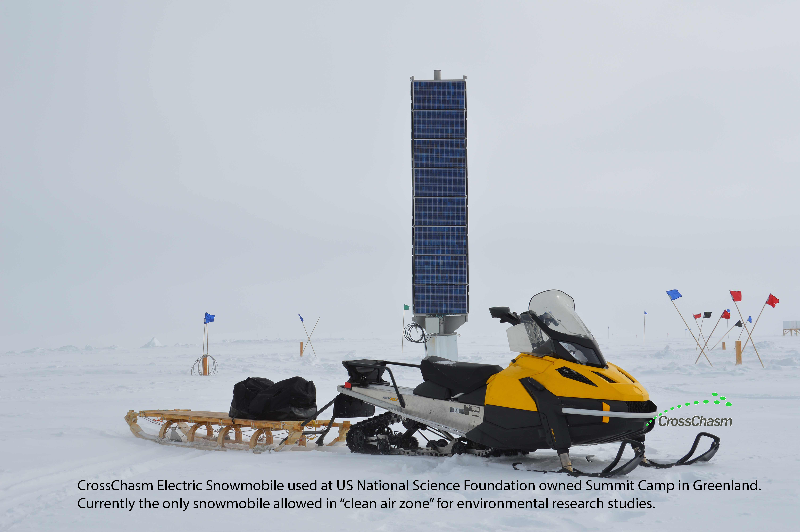 CrossChasm
CrossChasm Electric Snowmobile used at US National Science Foundation owned Summit Camp in Greenland.
Currently the only snowmobile allowed in “clean air zone” for environmental research studies.